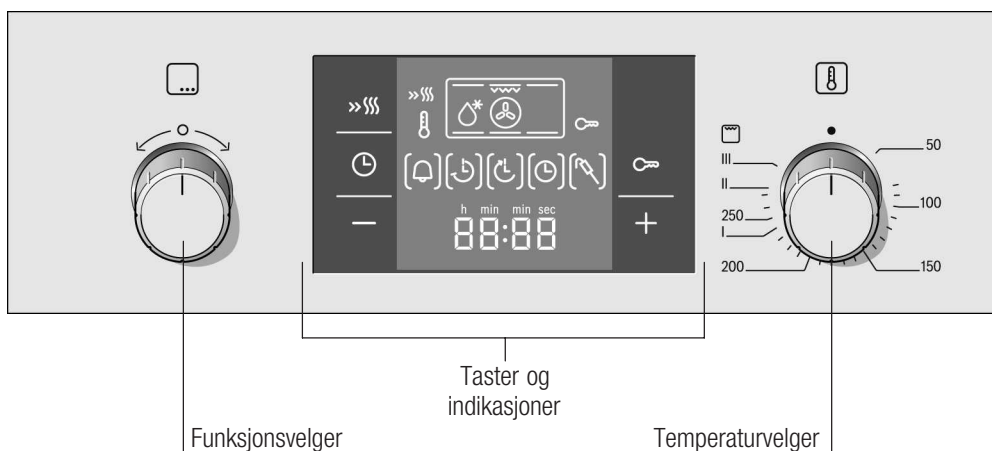 h min min sec
88:88
50
III
II
100
250
I
200
150
Taster og
indikasjoner
Funksjonsvelger
Temperaturvelger